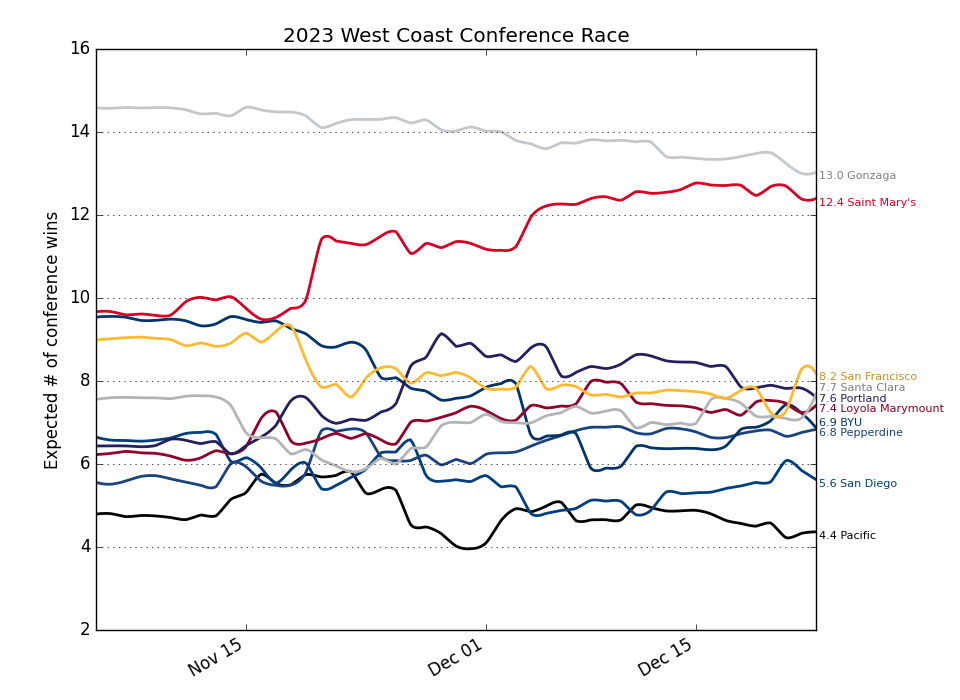 2023 West Coast Conference Race
Expected # of conference wins
16
14
12
10
8
6
4
2
Nov 15
Dec 01
Dec 15
13.0 Gonzaga
12.4 Saint Mary's
8.2 San Francisco
7.7 Santa Clara
7.6 Portland
7.4 Loyola Marymount
6.9 BYU
6.8 Pepperdine
5.6 San Diego
4.4 Pacific